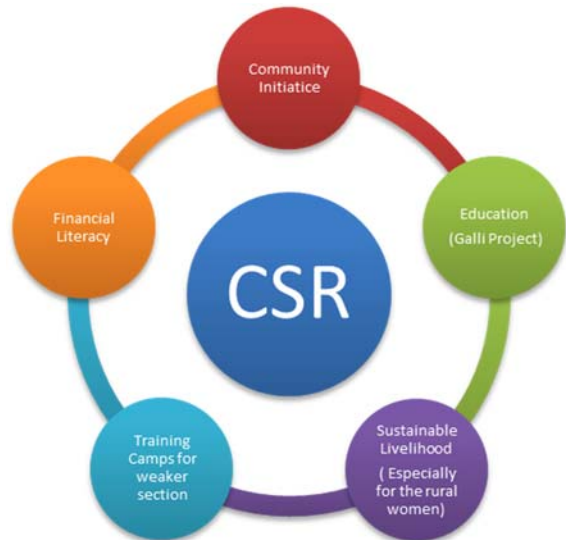 Community
Initiatice
Education
(Galli Project)
Sustainable
Livelihood
( Especially
for the rural
women)
Training
Camps for
weaker
section
Financial
Literacy
CSR